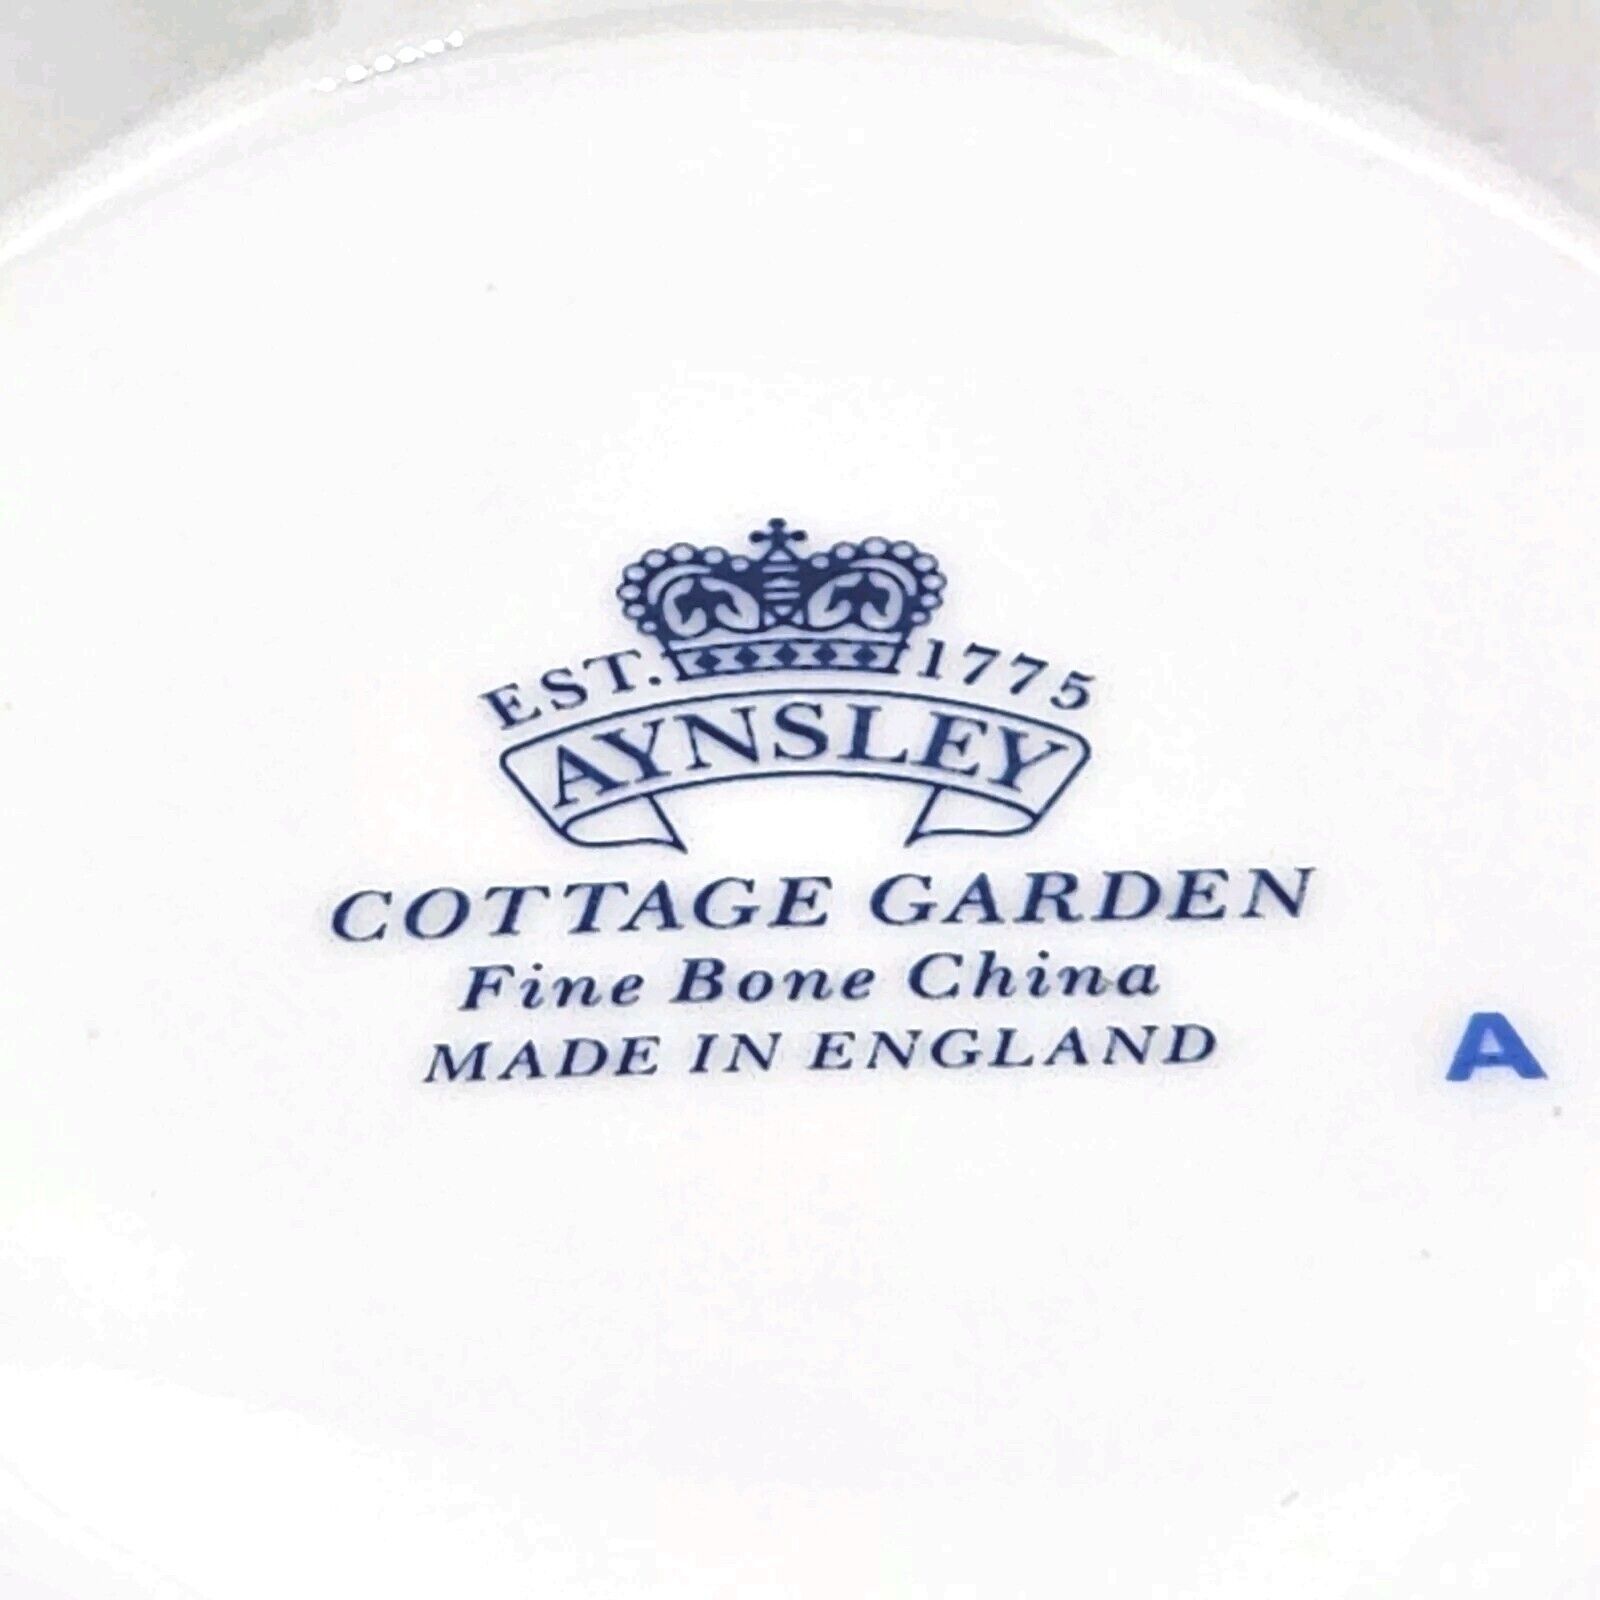 EST. 1775
AYNSLEY
COTTAGE GARDEN
Fine Bone China
MADE IN ENGLAND
A